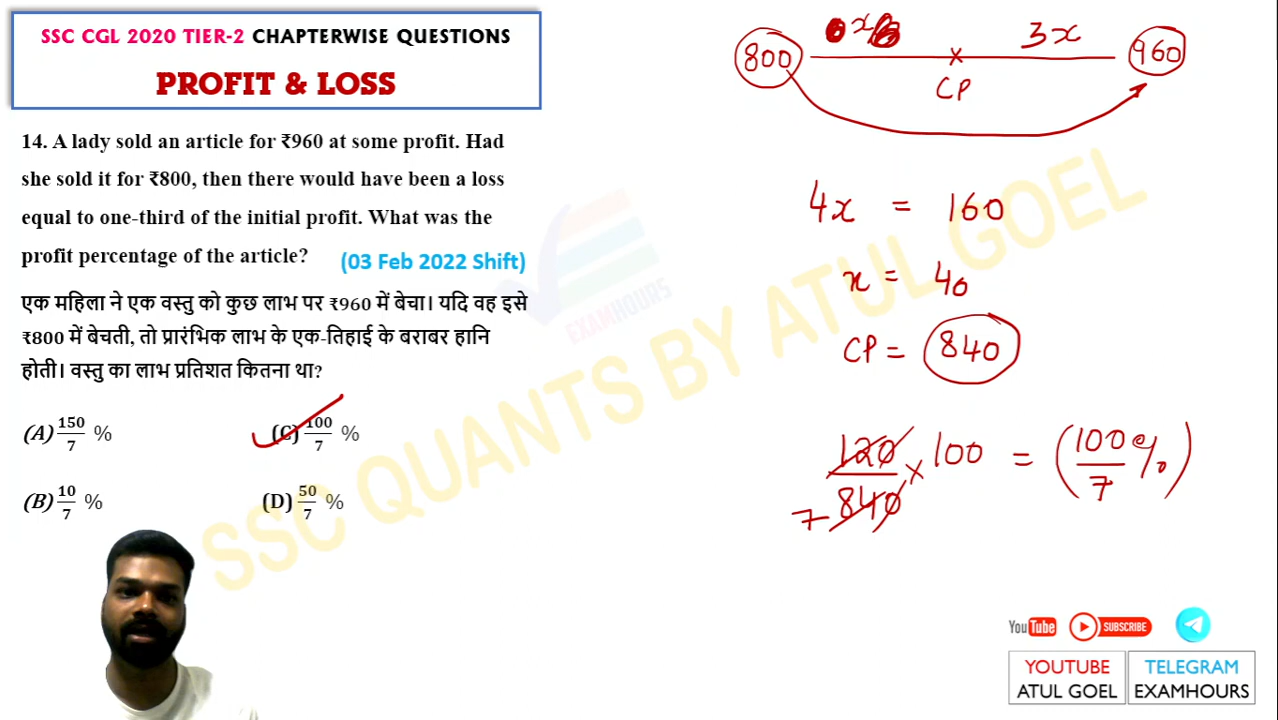 SSC CGL 2020 TIER-2 CHAPTERWISE QUESTIONS
PROFIT & LOSS
14. A lady sold an article for ₹960 at some profit. Had
she sold it for ₹800, then there would have been a loss
equal to one-third of the initial profit. What was the
profit percentage of the article? (03 Feb 2022 Shift)
एक महिला ने एक वस्तु को कुछ लाभ पर ₹960 में बेचा। यदि वह इसे
₹800 में बेचती, तो प्रारंभिक लाभ के एक-तिहाई के बराबर हानि
होती। वस्तु का लाभ प्रतिशत कितना था?
(A) 150/7 %
(C) 100/7 %
(B) 10/7 %
(D) 50/7 %
800 x 3x 960
CP
4x = 160
x = 40
CP = 840
120/840 × 100 = (100/7 %)
7
SSC QUANTS BY ATUL GOEL
EXAMHOURS
YouTube SUBSCRIBE
YOUTUBE
ATUL GOEL
TELEGRAM
EXAMHOURS